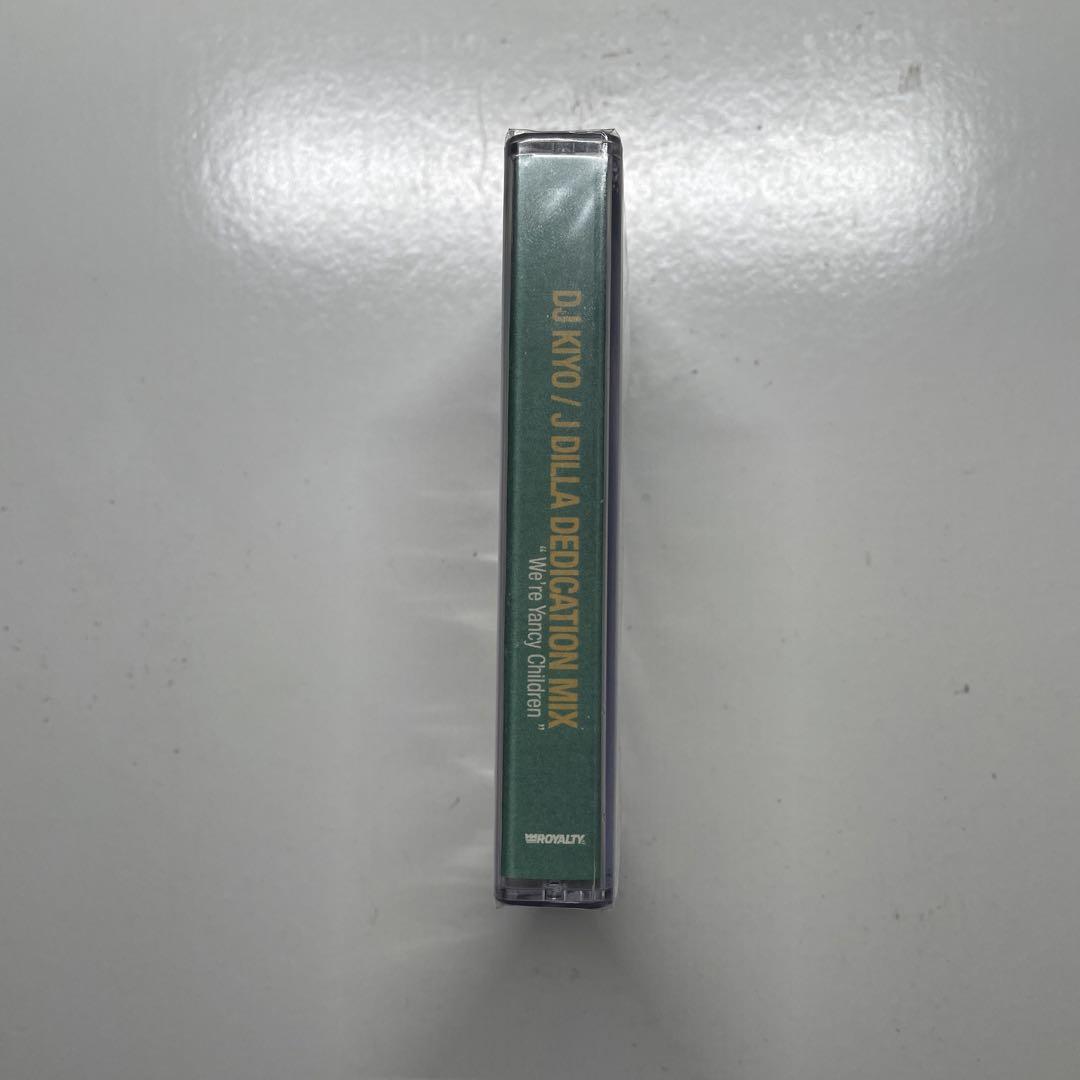 DJ KIYO / J DILLA DEDICATION MIX
“ We're Yancy Children ”
ROYALTY